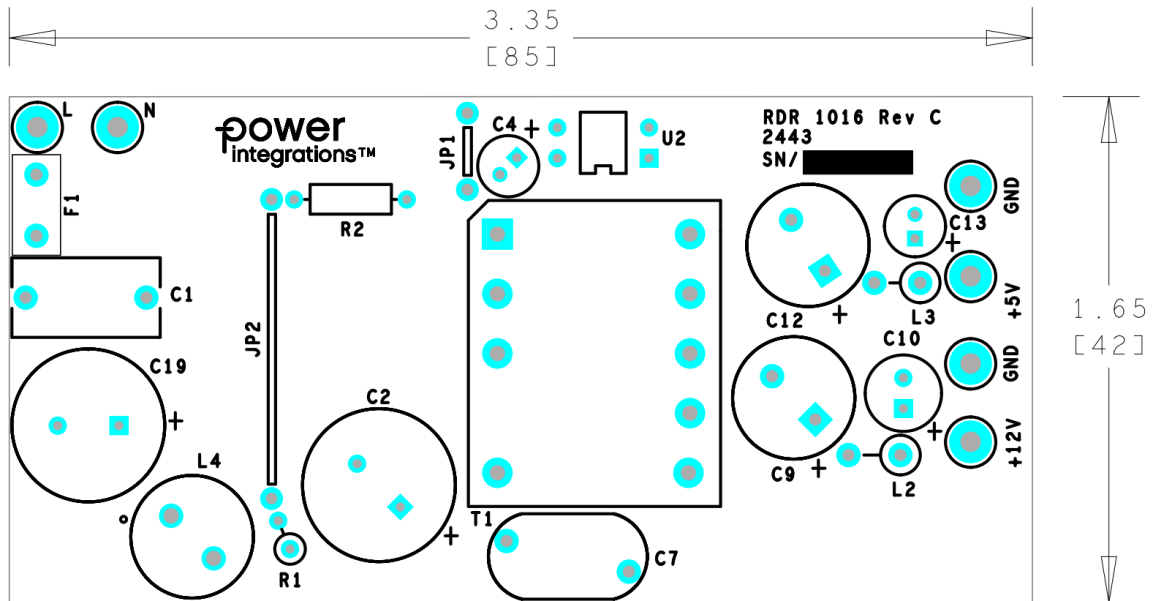 3.35
[85]
L
N
power
integrations™
JP1
C4 +
U2
RDR 1016 Rev C
2443
SN/
GND
F1
R2
C13
+
C1
+5V
L3
C12
+
1.65
[42]
JP2
C10
GND
C19
+
C2
+12V
+
L4
C9
+
L2
T1
+
C7
R1